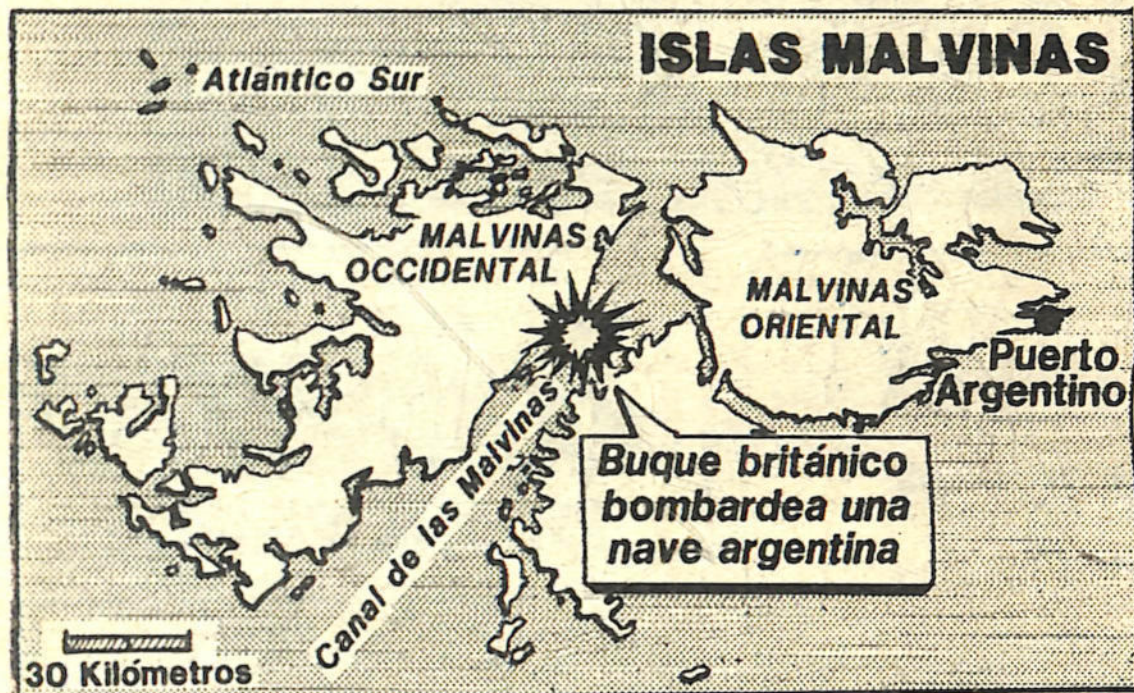 ISLAS MALVINAS
Atlántico Sur
MALVINAS
OCCIDENTAL
MALVINAS
ORIENTAL
Puerto
Argentino
Canal de las Malvinas
Buque británico
bombardea una
nave argentina
30 Kilómetros